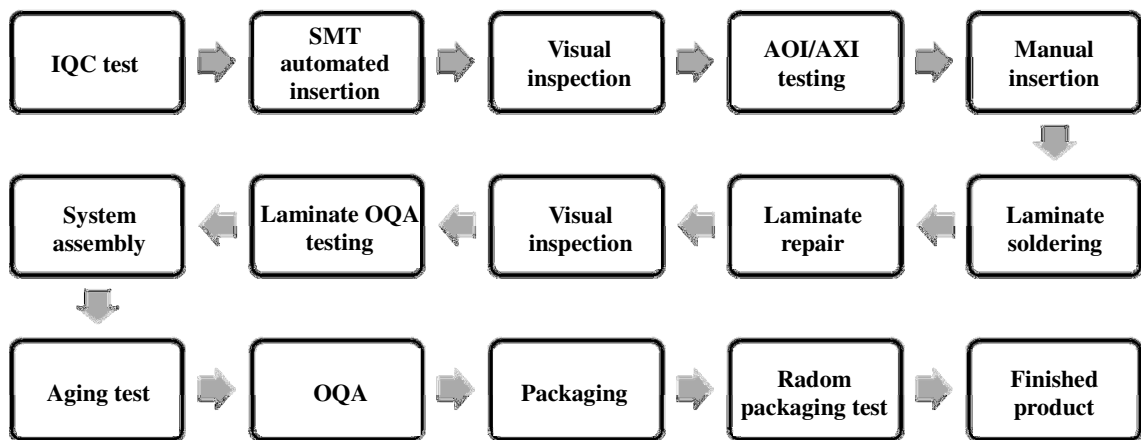 IQC test
SMT
automated
insertion
Visual
inspection
AOI/AXI
testing
Manual
insertion
System
assembly
Laminate OQA
testing
Visual
inspection
Laminate
repair
Laminate
soldering
Aging test
OQA
Packaging
Radom
packaging test
Finished
product